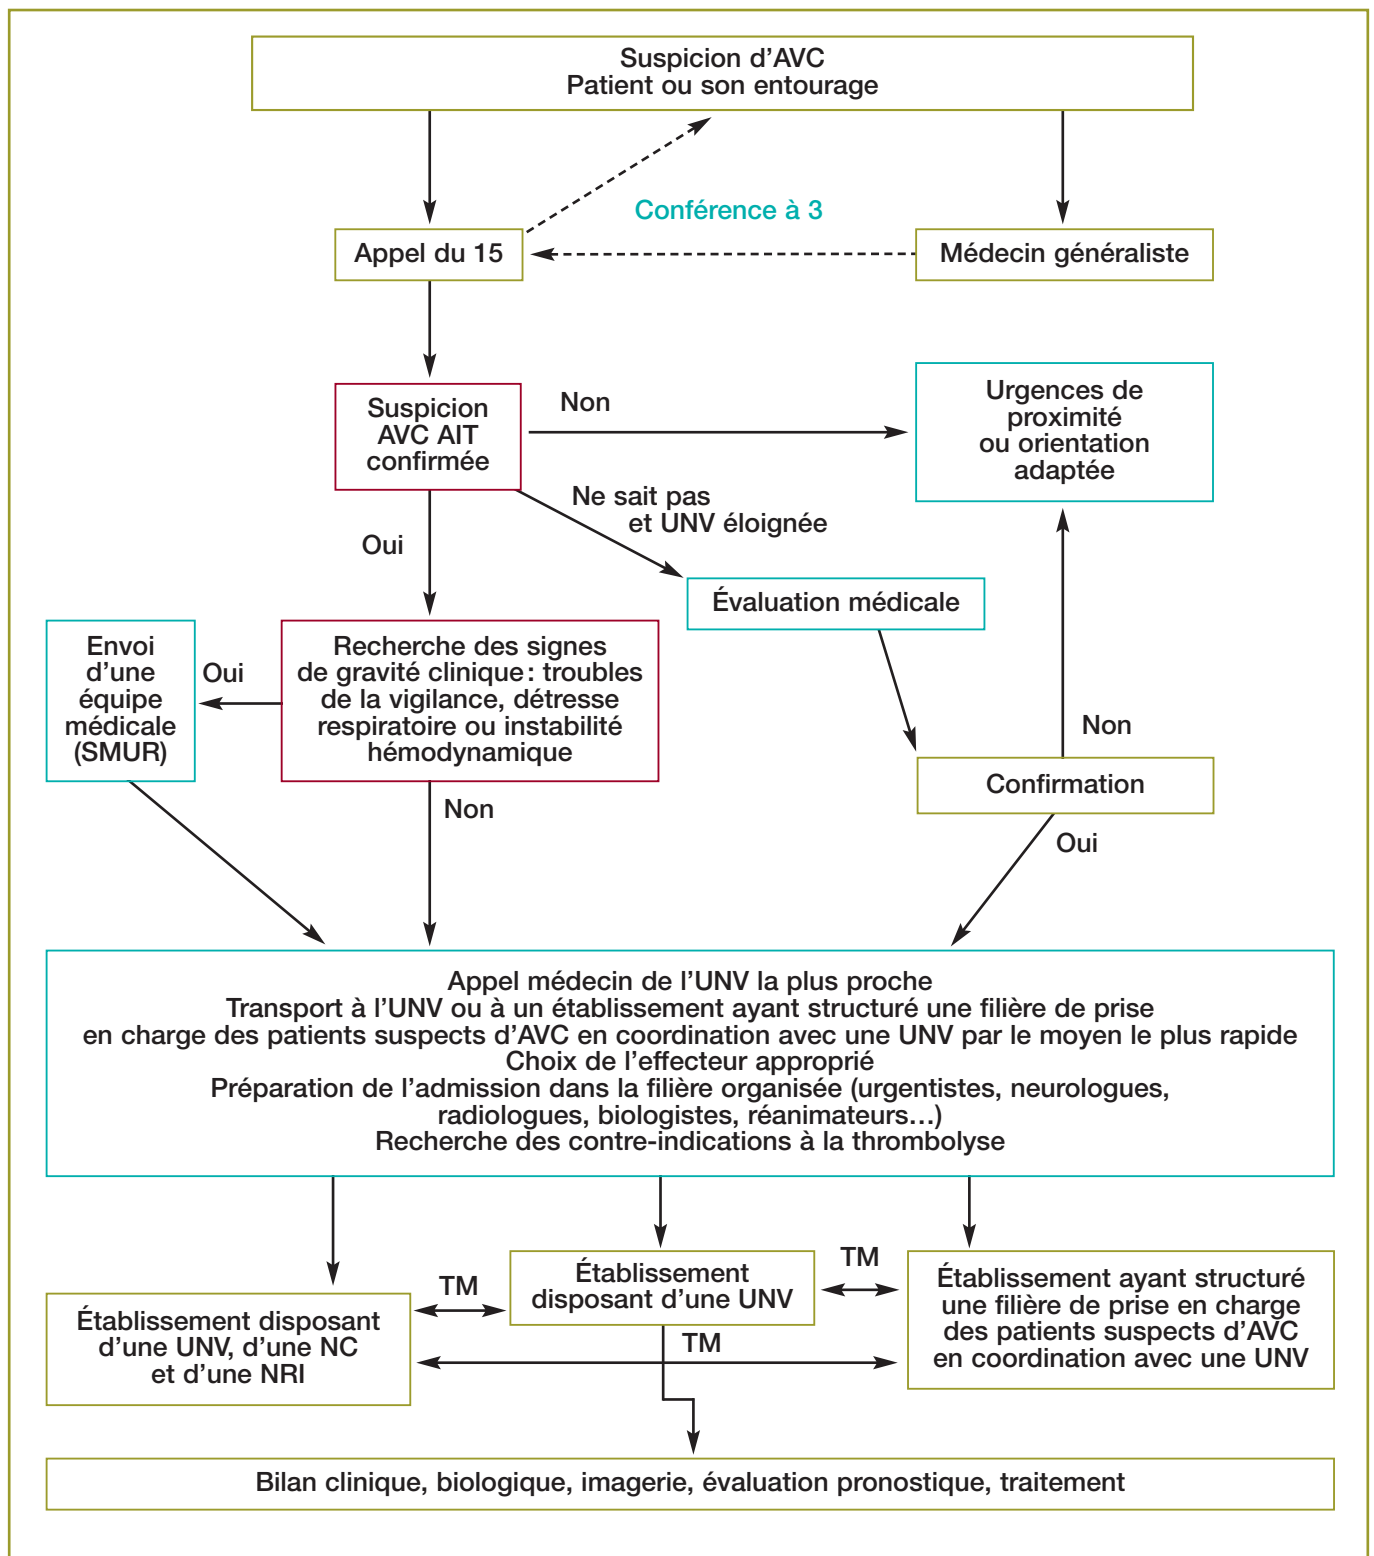 Suspicion d'AVC
Patient ou son entourage
Conférence à 3
Appel du 15
Médecin généraliste
Suspicion
AVC AIT
confirmée
Non
Urgences de
proximité
ou orientation
adaptée
Ne sait pas
et UNV éloignée
Oui
Évaluation médicale
Envoi
d'une
équipe
médicale
(SMUR)
Oui
Recherche des signes
de gravité clinique : troubles
de la vigilance, détresse
respiratoire ou instabilité
hémodynamique
Non
Non
Confirmation
Oui
Appel médecin de l'UNV la plus proche
Transport à l'UNV ou à un établissement ayant structuré une filière de prise
en charge des patients suspects d'AVC en coordination avec une UNV par le moyen le plus rapide
Choix de l'effecteur approprié
Préparation de l'admission dans la filière organisée (urgentistes, neurologues,
radiologues, biologistes, réanimateurs…)
Recherche des contre-indications à la thrombolyse
Établissement disposant
d'une UNV, d'une NC
et d'une NRI
TM
Établissement
disposant d'une UNV
TM
Établissement ayant structuré
une filière de prise en charge
des patients suspects d'AVC
en coordination avec une UNV
TM
Bilan clinique, biologique, imagerie, évaluation pronostique, traitement